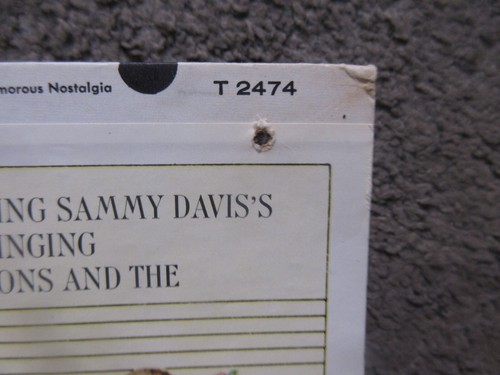 morous Nostalgia T 2474
ING SAMMY DAVIS'S
INGING
ONS AND THE